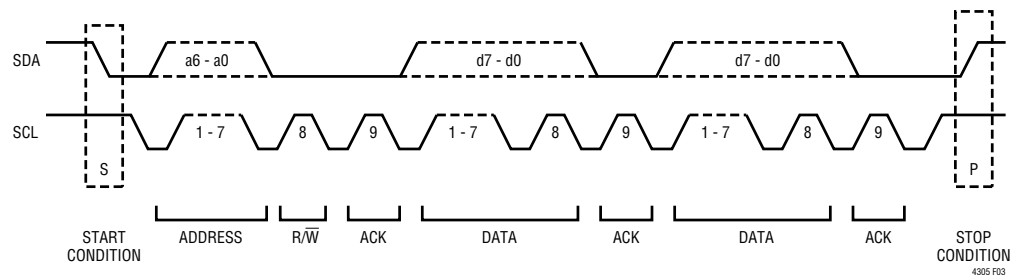 SDA
a6 - a0
d7 - d0
d7 - d0
SCL
1 - 7
8
9
1 - 7
8
9
1 - 7
8
9
S
P
START
CONDITION
ADDRESS
R/W̅
ACK
DATA
ACK
DATA
ACK
STOP
CONDITION
4305 F03